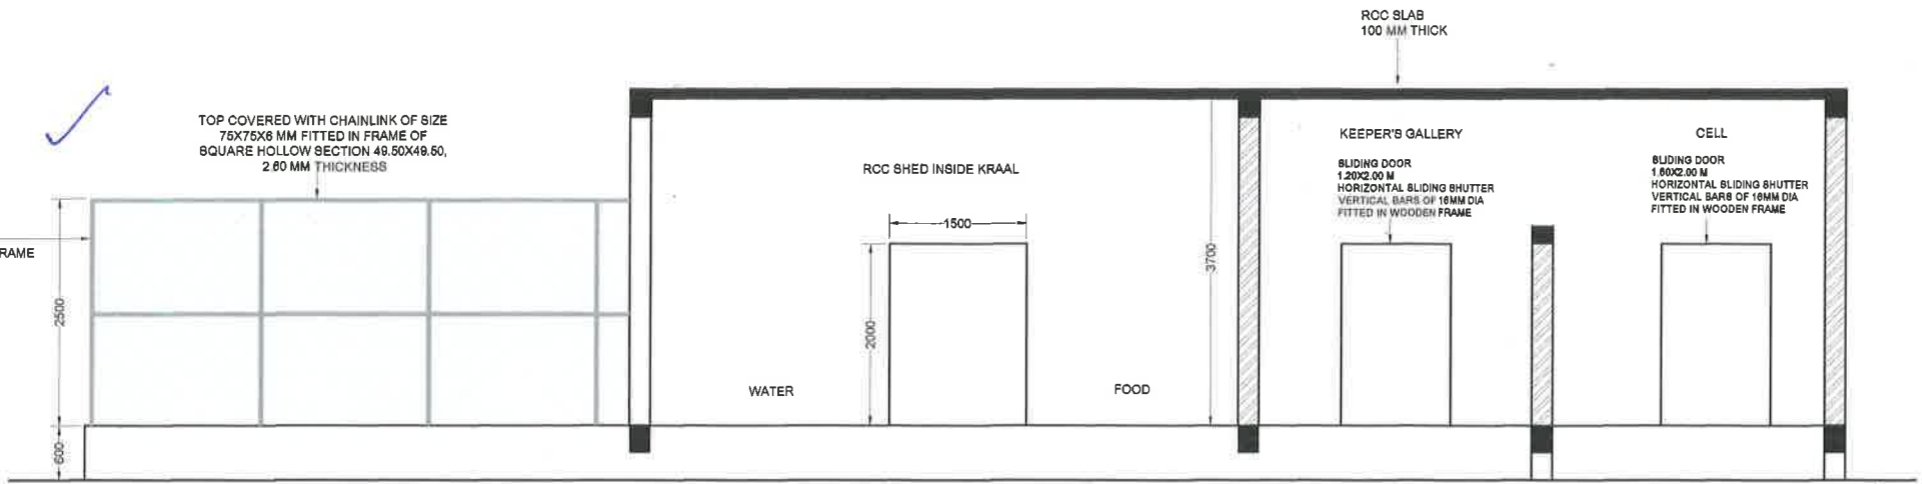 RCC SLAB
100 MM THICK
TOP COVERED WITH CHAINLINK OF SIZE
75X75X6 MM FITTED IN FRAME OF
SQUARE HOLLOW SECTION 49.50X49.50,
2.60 MM THICKNESS
RCC SHED INSIDE KRAAL
KEEPER'S GALLERY
SLIDING DOOR
1.20X2.00 M
HORIZONTAL SLIDING SHUTTER
VERTICAL BARS OF 16MM DIA
FITTED IN WOODEN FRAME
CELL
SLIDING DOOR
1.60X2.00 M
HORIZONTAL SLIDING SHUTTER
VERTICAL BARS OF 16MM DIA
FITTED IN WOODEN FRAME
RAME
1500
3700
2500
2000
WATER
FOOD
600